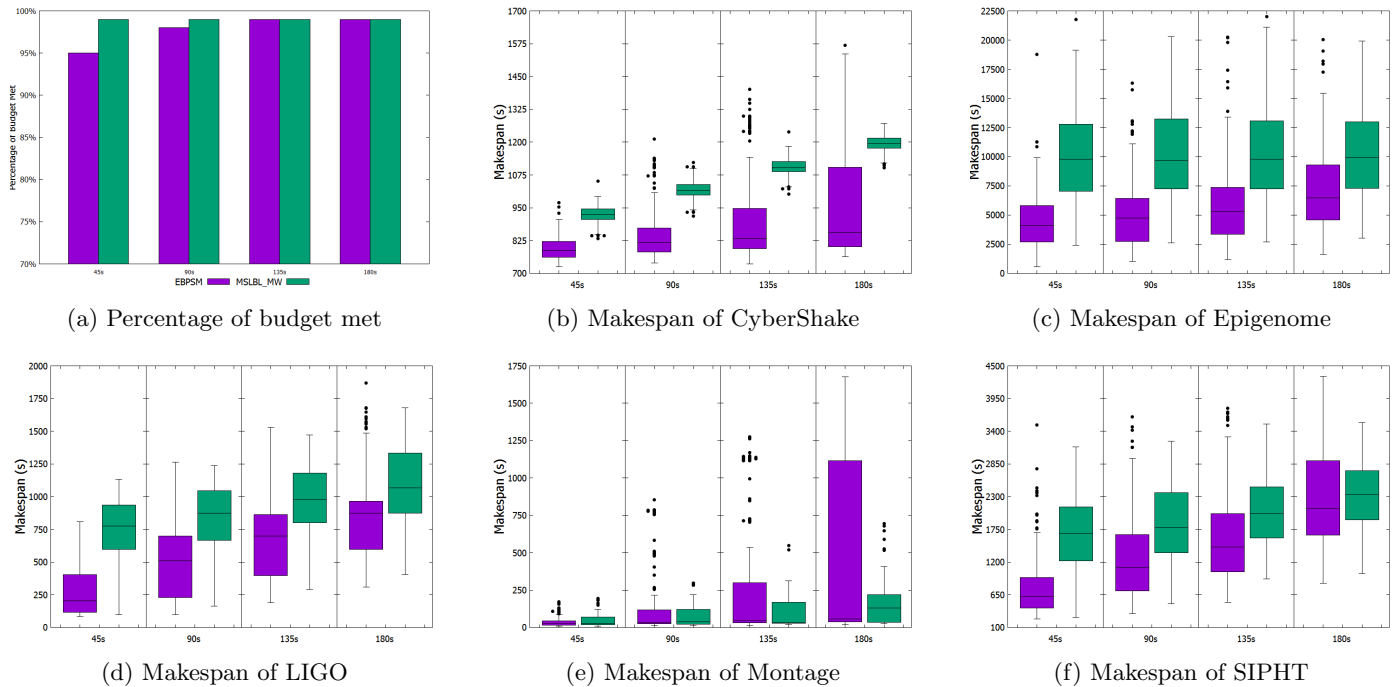 100%
95%
90%
85%
80%
75%
70%
Percentage of Budget Met
45s 90s 135s 180s
EBPSM MSLBL_MW
(a) Percentage of budget met
1700
1575
1450
1325
1200
1075
950
825
700
Makespan (s)
45s 90s 135s 180s
(b) Makespan of CyberShake
22500
20000
17500
15000
12500
10000
7500
5000
2500
0
Makespan (s)
45s 90s 135s 180s
(c) Makespan of Epigenome
2000
1750
1500
1250
1000
750
500
250
0
Makespan (s)
45s 90s 135s 180s
(d) Makespan of LIGO
1750
1500
1250
1000
750
500
250
0
Makespan (s)
45s 90s 135s 180s
(e) Makespan of Montage
4500
3950
3400
2850
2300
1750
1200
650
100
Makespan (s)
45s 90s 135s 180s
(f) Makespan of SIPHT